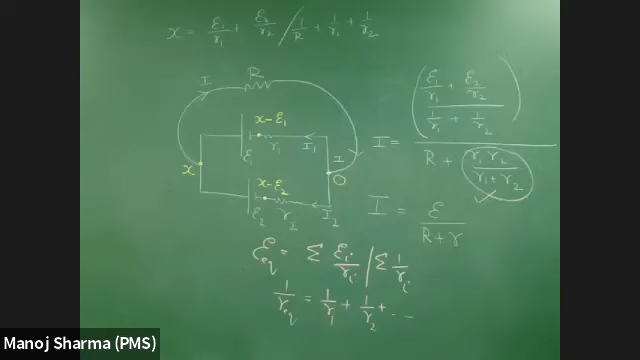 x = ε₁/r₁ + ε₂/r₂ / 1/R + 1/r₁ + 1/r₂
I R
x-ε₁
ε₁ r₁ I₁
x I O
x-ε₂
ε₂ r₂ I₂
I = ((ε₁/r₁ + ε₂/r₂) / (1/r₁ + 1/r₂)) / (R + (r₁ r₂ / r₁ + r₂))
I = ε / R+r
ε_eq = Σ εᵢ/rᵢ / Σ 1/rᵢ
1/r_eq = 1/r₁ + 1/r₂ + . . --
Manoj Sharma (PMS)